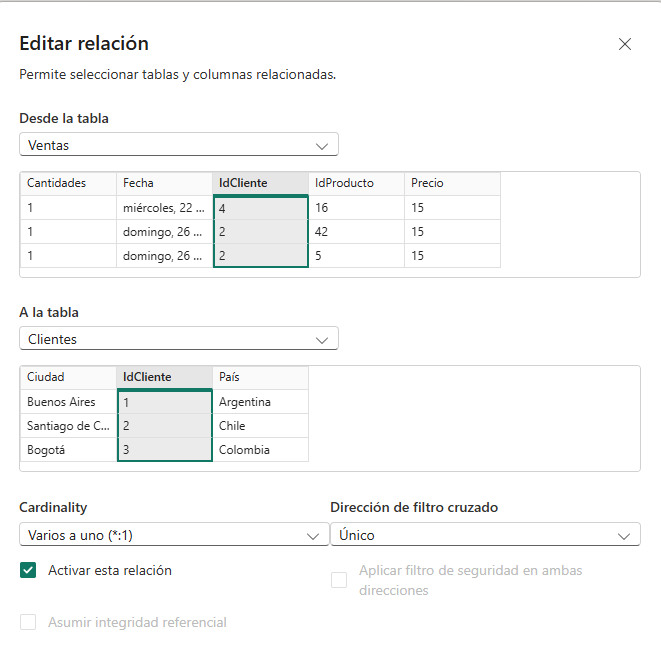 Editar relación
Permite seleccionar tablas y columnas relacionadas.
Desde la tabla
Ventas
Cantidades Fecha IdCliente IdProducto Precio
1 miércoles, 22 ... 4 16 15
1 domingo, 26 ... 2 42 15
1 domingo, 26 ... 2 5 15
A la tabla
Clientes
Ciudad IdCliente País
Buenos Aires 1 Argentina
Santiago de C... 2 Chile
Bogotá 3 Colombia
Cardinality Dirección de filtro cruzado
Varios a uno (*:1) Único
Activar esta relación Aplicar filtro de seguridad en ambas
direcciones
Asumir integridad referencial